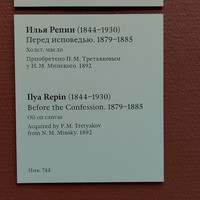 Илья Репин (1844–1930)
Перед исповедью. 1879–1885
Холст, масло
Приобретено П. М. Третьяковым
у Н. М. Минского. 1892
Ilya Repin (1844–1930)
Before the Confession. 1879–1885
Oil on canvas
Acquired by P. M. Tretyakov
from N. M. Minsky. 1892
Инв. 744